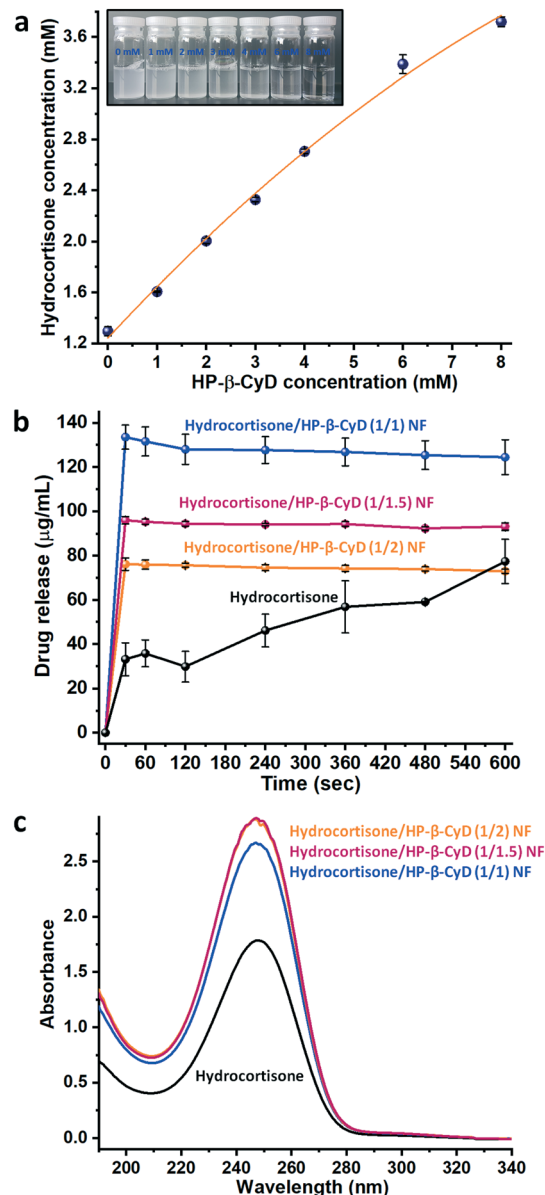 a
Hydrocortisone concentration (mM)
3.6
3.2
2.8
2.4
2.0
1.6
1.2
0 mM 1 mM 2 mM 3 mM 4 mM
0 1 2 3 4 5 6 7 8
HP-β-CyD concentration (mM)
b
Drug release (μg/mL)
140
120
100
80
60
40
20
0
Hydrocortisone/HP-β-CyD (1/1) NF
Hydrocortisone/HP-β-CyD (1/1.5) NF
Hydrocortisone/HP-β-CyD (1/2) NF
Hydrocortisone
0 60 120 180 240 300 360 420 480 540 600
Time (sec)
c
Absorbance
2.5
2.0
1.5
1.0
0.5
0.0
Hydrocortisone/HP-β-CyD (1/2) NF
Hydrocortisone/HP-β-CyD (1/1.5) NF
Hydrocortisone/HP-β-CyD (1/1) NF
Hydrocortisone
200 220 240 260 280 300 320 340
Wavelength (nm)